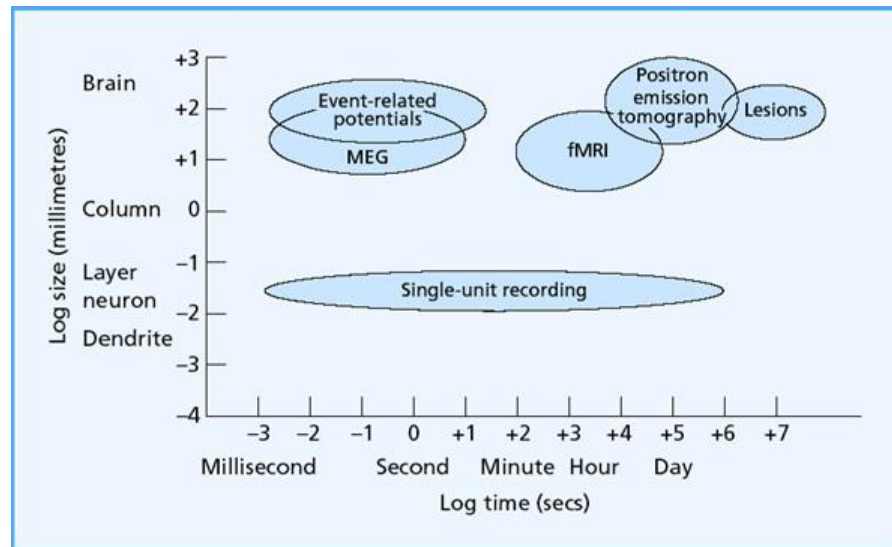 Log size (millimetres)
Brain
Column
Layer
neuron
Dendrite
+3
+2
+1
0
−1
−2
−3
−4
Event-related
potentials
MEG
fMRI
Positron
emission
tomography
Lesions
Single-unit recording
−3 −2 −1 0 +1 +2 +3 +4 +5 +6 +7
Millisecond Second Minute Hour Day
Log time (secs)